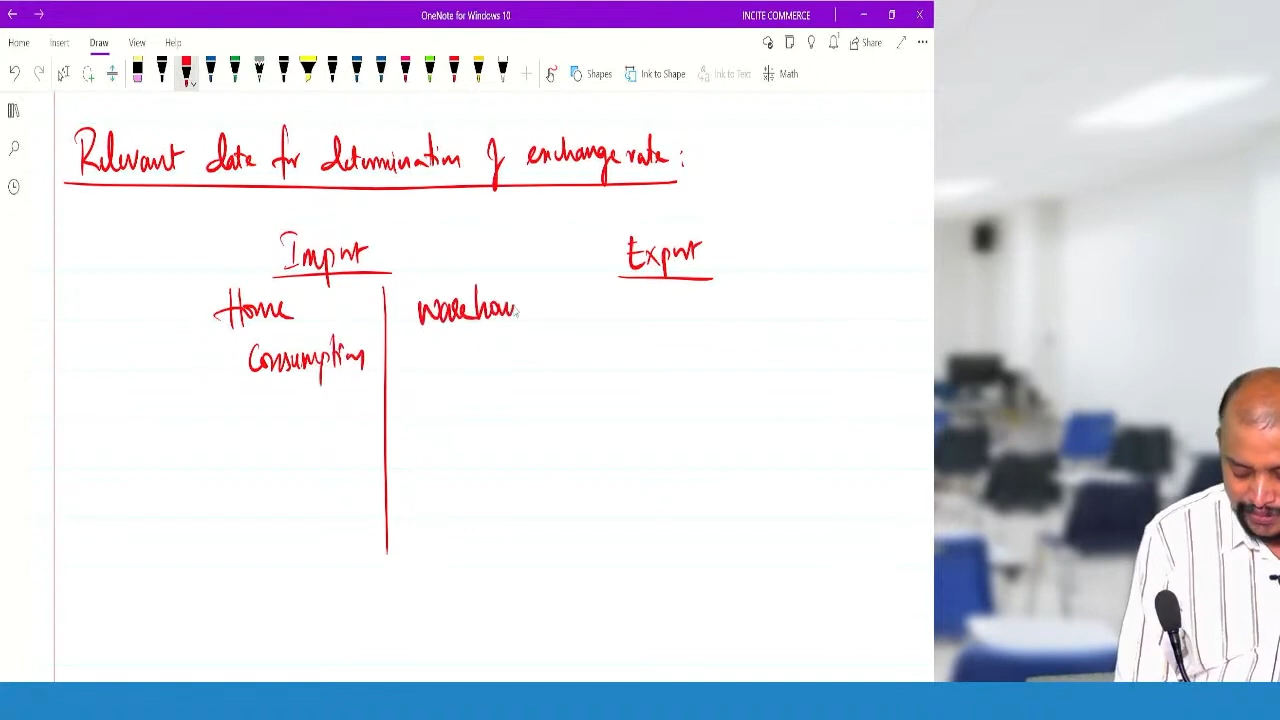 OneNote for Windows 10
INCITE COMMERCE
Home Insert Draw View Help
Share
Shapes Ink to Shape Ink to Text Math
Relevant date for determination of exchange rate:
Import Export
Home Warehou
Consumption